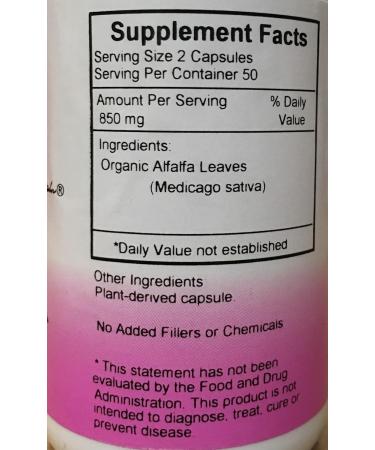 Supplement Facts
Serving Size 2 Capsules
Serving Per Container 50
Amount Per Serving % Daily
850 mg Value
Ingredients:
Organic Alfalfa Leaves
(Medicago sativa)
*Daily Value not established
Other Ingredients
Plant-derived capsule.
No Added Fillers or Chemicals
* This statement has not been
evaluated by the Food and Drug
Administration. This product is not
intended to diagnose, treat, cure or
prevent disease.